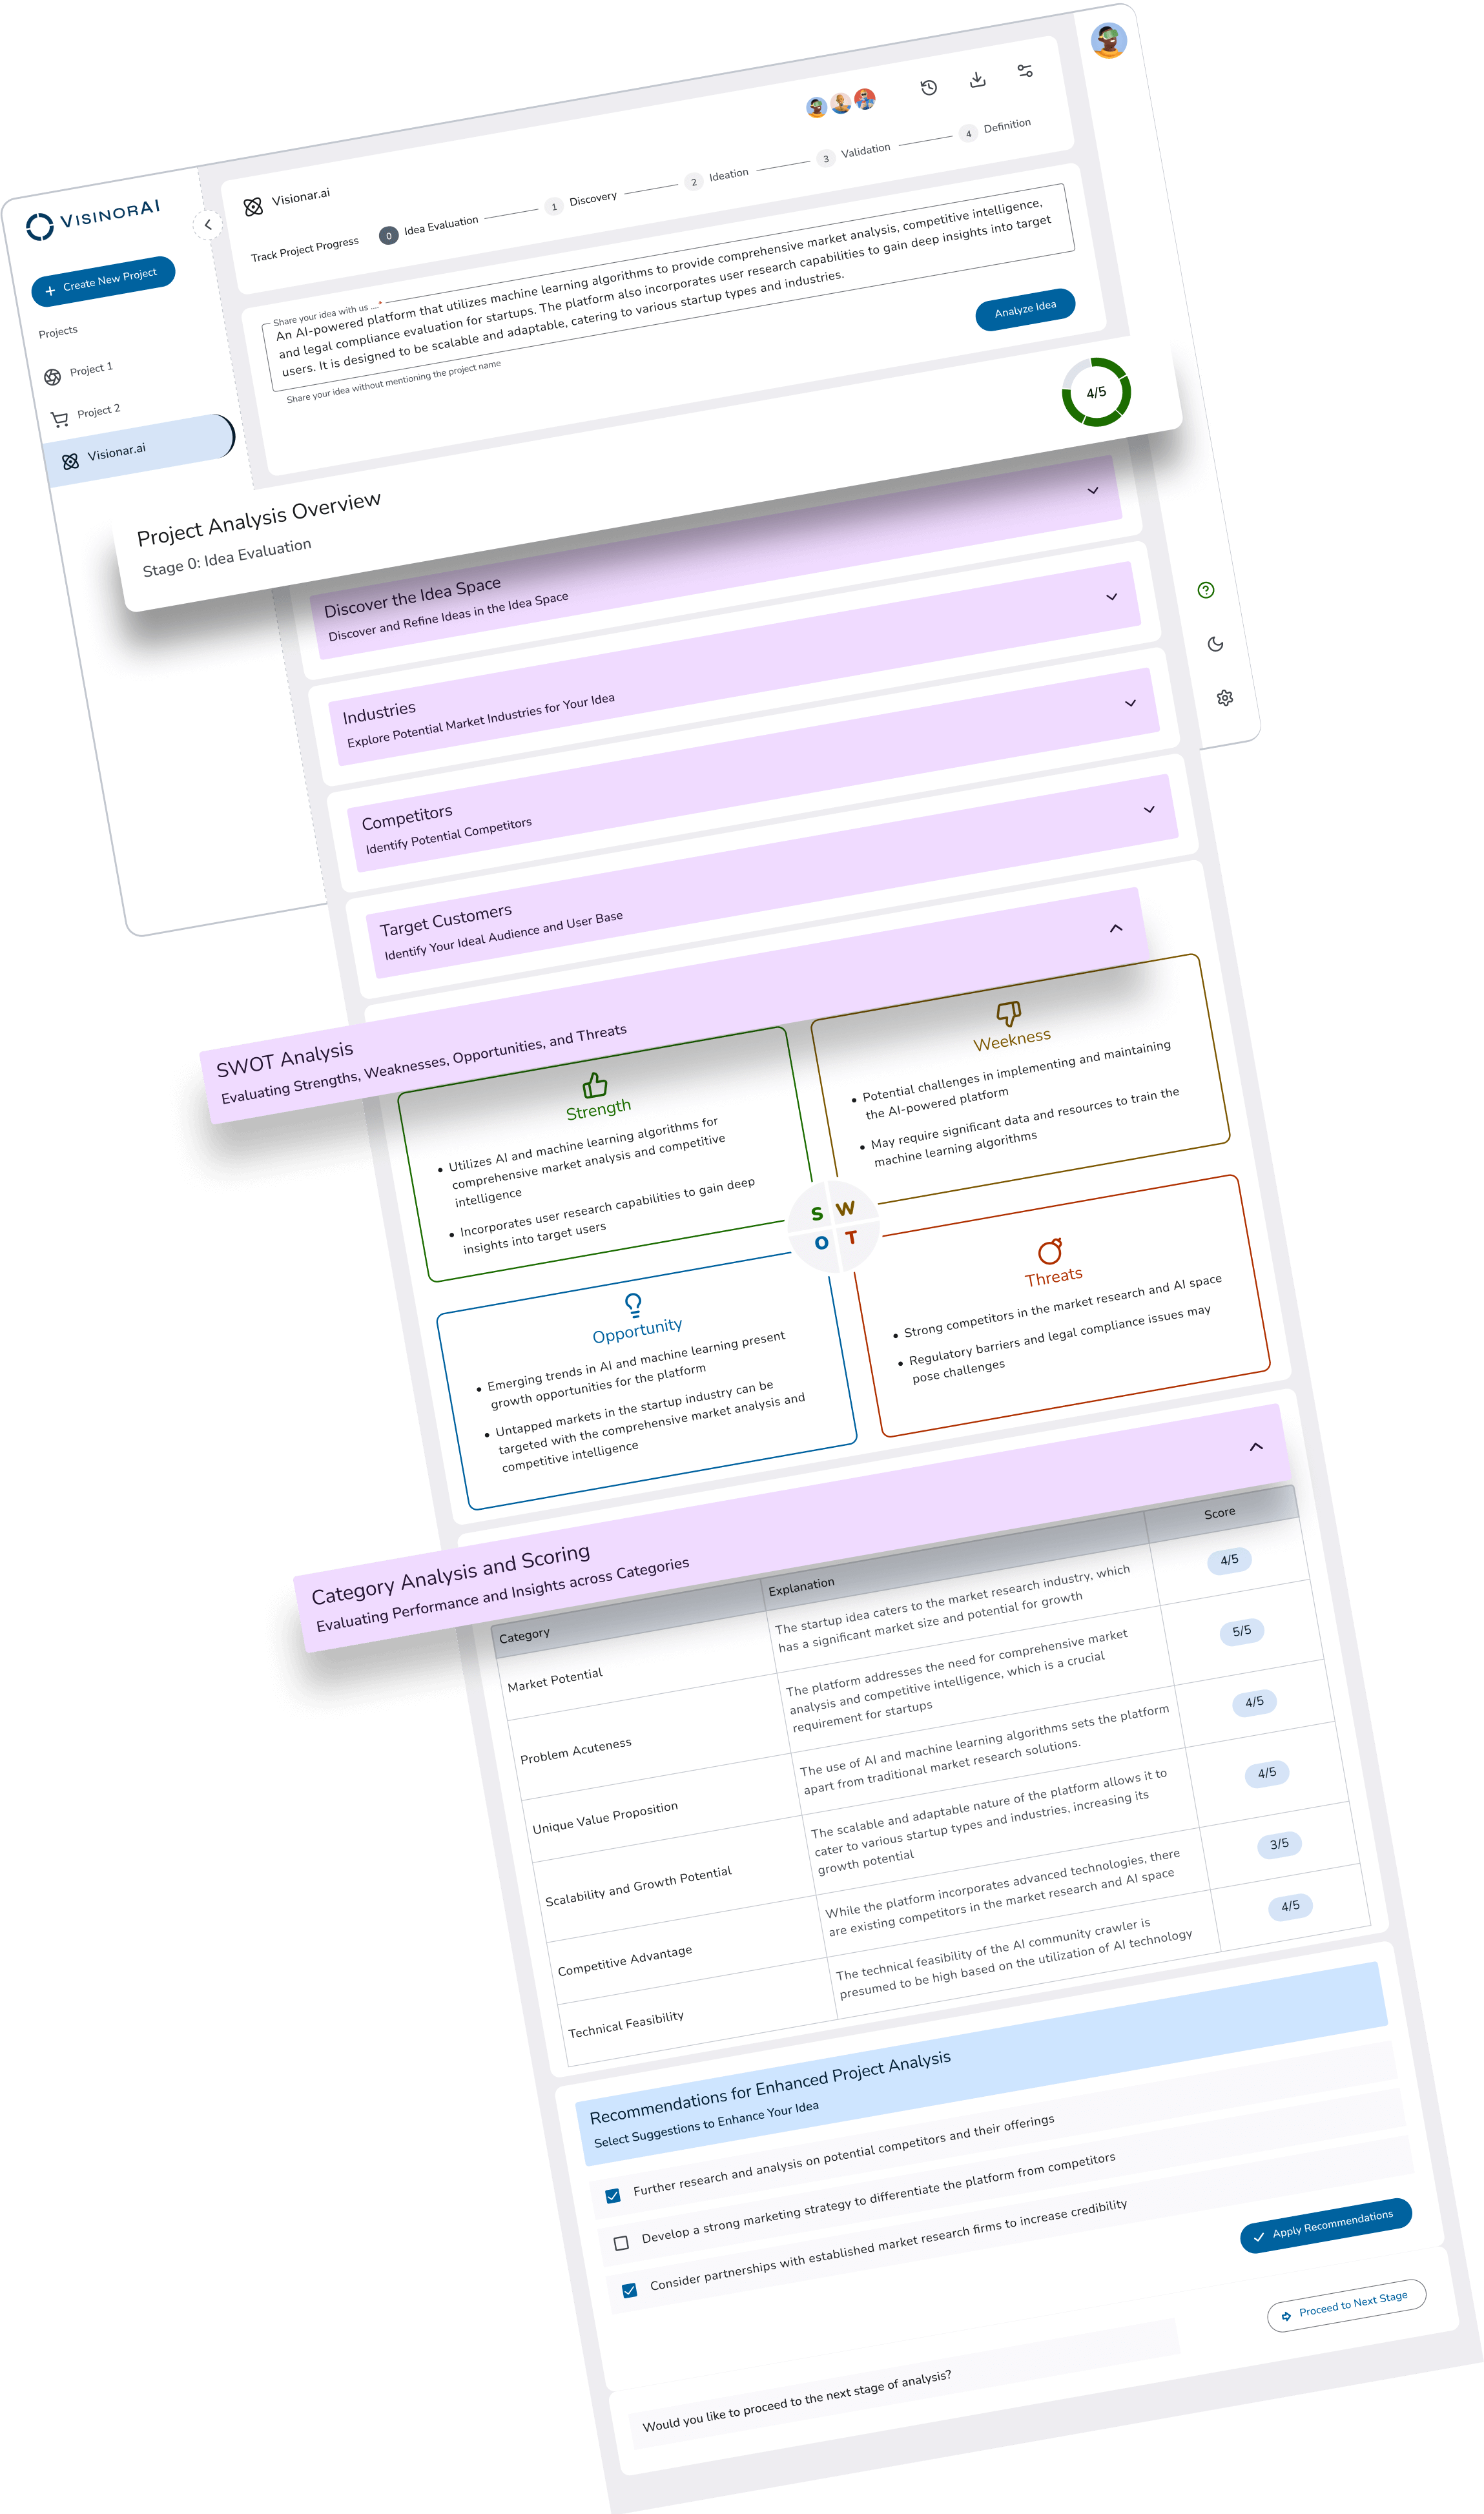 VISINORAI
Create New Project
Projects
Project 1
Project 2
Visionar.ai
Visionar.ai
Track Project Progress
0 Idea Evaluation
1 Discovery
2 Ideation
3 Validation
4 Definition
Share your idea with us ... *
An AI-powered platform that utilizes machine learning algorithms to provide comprehensive market analysis, competitive intelligence,
and legal compliance evaluation for startups. The platform also incorporates user research capabilities to gain deep insights into target
users. It is designed to be scalable and adaptable, catering to various startup types and industries.
Share your idea without mentioning the project name
Analyze Idea
Project Analysis Overview
Stage 0: Idea Evaluation
4/5
Discover the Idea Space
Discover and Refine Ideas in the Idea Space
Industries
Explore Potential Market Industries for Your Idea
Competitors
Identify Potential Competitors
Target Customers
Identify Your Ideal Audience and User Base
SWOT Analysis
Evaluating Strengths, Weaknesses, Opportunities, and Threats
Strength
• Utilizes AI and machine learning algorithms for
comprehensive market analysis and competitive
intelligence
• Incorporates user research capabilities to gain deep
insights into target users
Weekness
• Potential challenges in implementing and maintaining
the AI-powered platform
• May require significant data and resources to train the
machine learning algorithms
S W
O T
Opportunity
• Emerging trends in AI and machine learning present
growth opportunities for the platform
• Untapped markets in the startup industry can be
targeted with the comprehensive market analysis and
competitive intelligence
Threats
• Strong competitors in the market research and AI space
• Regulatory barriers and legal compliance issues may
pose challenges
Category Analysis and Scoring
Evaluating Performance and Insights across Categories
Category
Explanation
Score
Market Potential
The startup idea caters to the market research industry, which
has a significant market size and potential for growth
4/5
Problem Acuteness
The platform addresses the need for comprehensive market
analysis and competitive intelligence, which is a crucial
requirement for startups
5/5
Unique Value Proposition
The use of AI and machine learning algorithms sets the platform
apart from traditional market research solutions.
4/5
Scalability and Growth Potential
The scalable and adaptable nature of the platform allows it to
cater to various startup types and industries, increasing its
growth potential
4/5
Competitive Advantage
While the platform incorporates advanced technologies, there
are existing competitors in the market research and AI space
3/5
Technical Feasibility
The technical feasibility of the AI community crawler is
presumed to be high based on the utilization of AI technology
4/5
Recommendations for Enhanced Project Analysis
Select Suggestions to Enhance Your Idea
Further research and analysis on potential competitors and their offerings
Develop a strong marketing strategy to differentiate the platform from competitors
Consider partnerships with established market research firms to increase credibility
Apply Recommendations
Would you like to proceed to the next stage of analysis?
Proceed to Next Stage